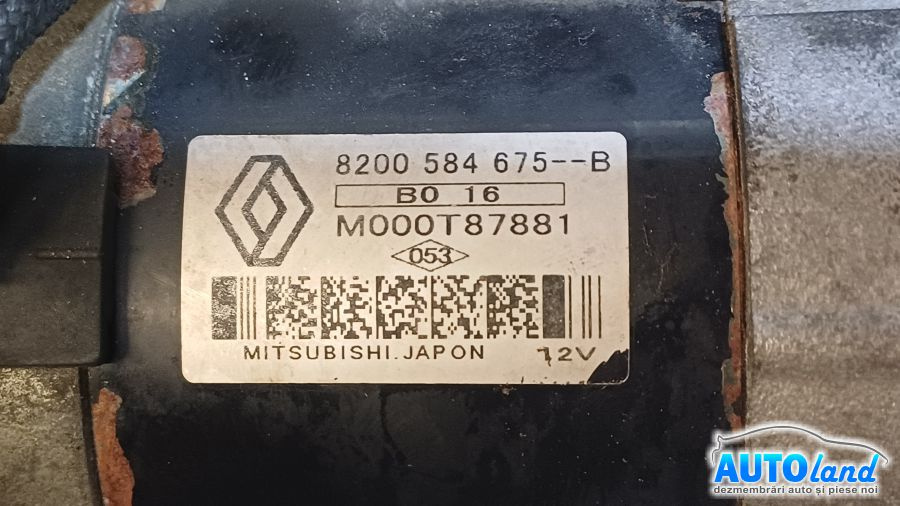 8200 584 675--B
B0 16
M000T87881
053
MITSUBISHI.JAPON 12V
AUTOland
dezmembrări auto și piese noi